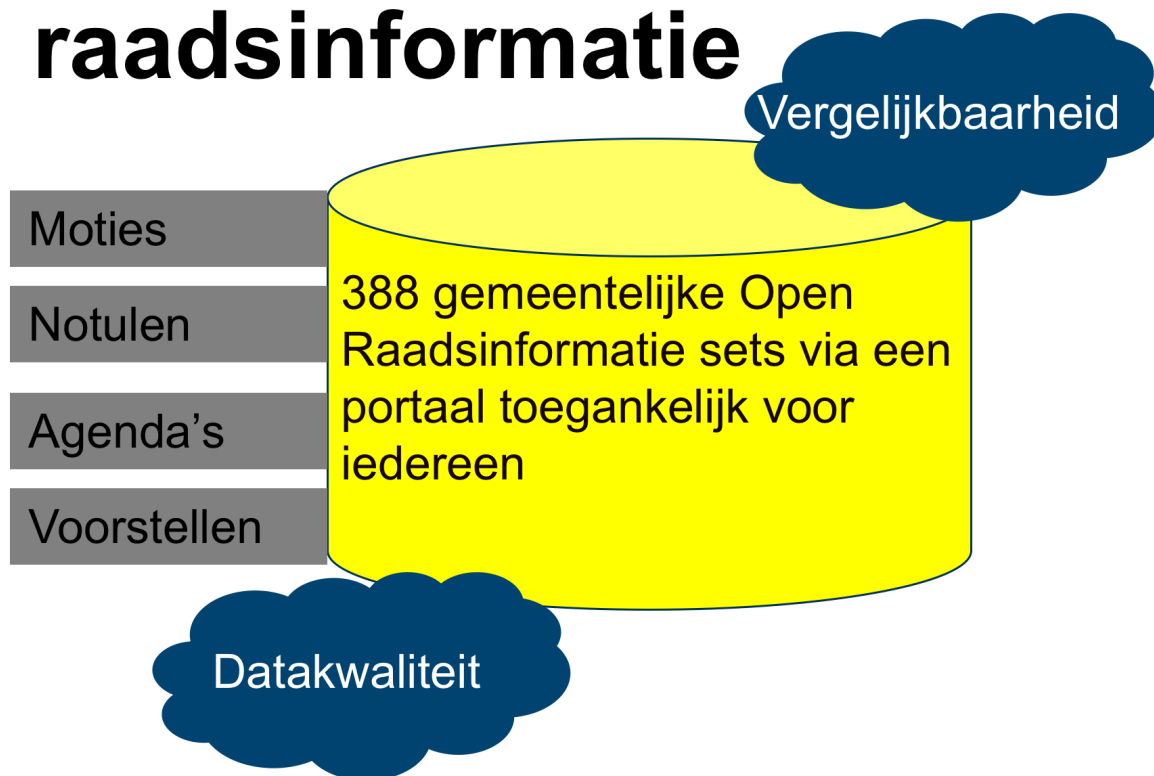 raadsinformatie
Vergelijkbaarheid
Moties
Notulen
Agenda’s
Voorstellen
388 gemeentelijke Open
Raadsinformatie sets via een
portaal toegankelijk voor
iedereen
Datakwaliteit